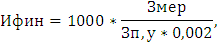 Ифин = 1000 * Змер / Зп, у * 0,002 ,